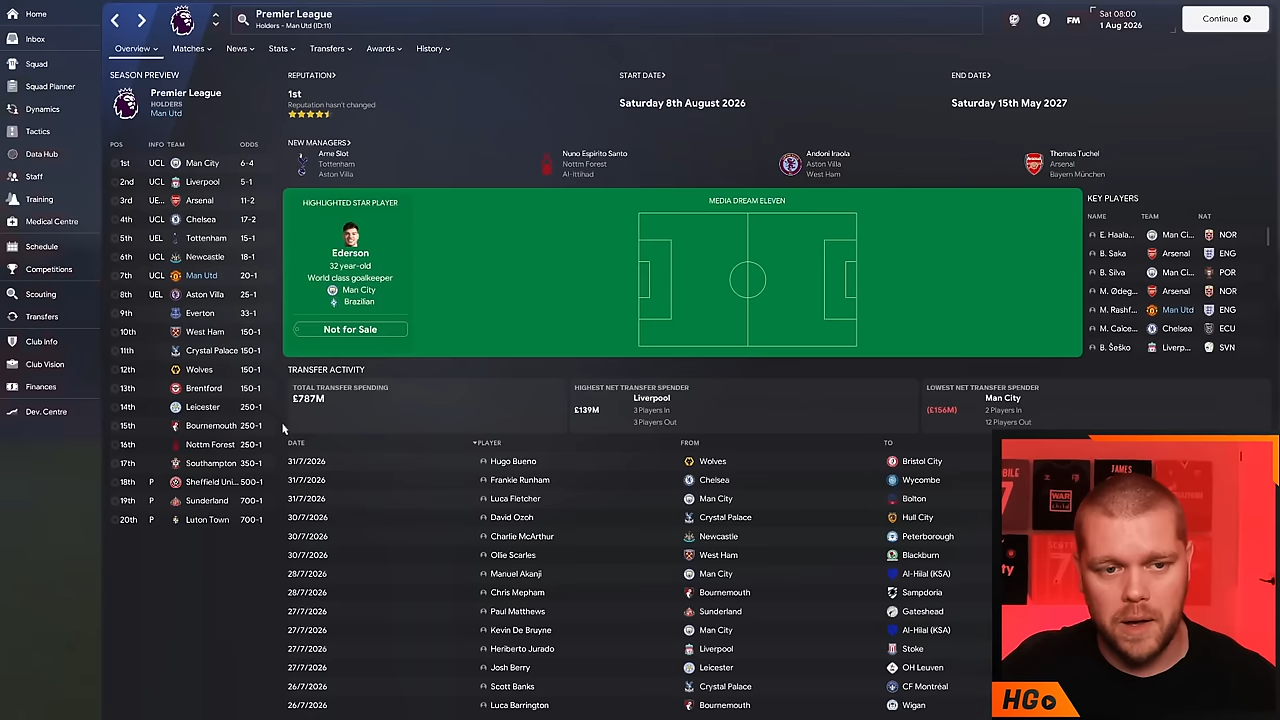 Home
Inbox
Squad
Squad Planner
Dynamics
Tactics
Data Hub
Staff
Training
Medical Centre
Schedule
Competitions
Scouting
Transfers
Club Info
Club Vision
Finances
Dev. Centre
Premier League
Holders - Man Utd (ID:11)
FM
Sat 08:00
1 Aug 2026
Continue
Overview Matches News Stats Transfers Awards History
SEASON PREVIEW
Premier League
HOLDERS
Man Utd
POS INFO TEAM ODDS
1st UCL Man City 6-4
2nd UCL Liverpool 5-1
3rd UE... Arsenal 11-2
4th UCL Chelsea 17-2
5th UEL Tottenham 15-1
6th UCL Newcastle 18-1
7th UCL Man Utd 20-1
8th UEL Aston Villa 25-1
9th Everton 33-1
10th West Ham 150-1
11th Crystal Palace 150-1
12th Wolves 150-1
13th Brentford 150-1
14th Leicester 250-1
15th Bournemouth 250-1
16th Nottm Forest 250-1
17th Southampton 350-1
18th P Sheffield Uni... 500-1
19th P Sunderland 700-1
20th P Luton Town 700-1
REPUTATION>
1st
Reputation hasn't changed
START DATE>
Saturday 8th August 2026
END DATE>
Saturday 15th May 2027
NEW MANAGERS>
Arne Slot
Tottenham
Aston Villa
Nuno Espírito Santo
Nottm Forest
Al-Ittihad
Andoni Iraola
Aston Villa
West Ham
Thomas Tuchel
Arsenal
Bayern München
HIGHLIGHTED STAR PLAYER
Ederson
32 year-old
World class goalkeeper
Man City
Brazilian
Not for Sale
MEDIA DREAM ELEVEN
KEY PLAYERS
NAME TEAM NAT
E. Haala... Man Ci... NOR
B. Saka Arsenal ENG
B. Silva Man Ci... POR
M. Ødeg... Arsenal NOR
M. Rashf... Man Utd ENG
M. Caice... Chelsea ECU
B. Šeško Liverp... SVN
TRANSFER ACTIVITY
TOTAL TRANSFER SPENDING
£787M
HIGHEST NET TRANSFER SPENDER
Liverpool
£139M
3 Players In
3 Players Out
LOWEST NET TRANSFER SPENDER
Man City
(£156M)
2 Players In
12 Players Out
DATE PLAYER FROM TO
31/7/2026 Hugo Bueno Wolves Bristol City
31/7/2026 Frankie Runham Chelsea Wycombe
31/7/2026 Luca Fletcher Man City Bolton
30/7/2026 David Ozoh Crystal Palace Hull City
30/7/2026 Charlie McArthur Newcastle Peterborough
30/7/2026 Ollie Scarles West Ham Blackburn
28/7/2026 Manuel Akanji Man City Al-Hilal (KSA)
28/7/2026 Chris Mepham Bournemouth Sampdoria
27/7/2026 Paul Matthews Sunderland Gateshead
27/7/2026 Kevin De Bruyne Man City Al-Hilal (KSA)
27/7/2026 Heriberto Jurado Liverpool Stoke
27/7/2026 Josh Berry Leicester OH Leuven
26/7/2026 Scott Banks Crystal Palace CF Montréal
26/7/2026 Luca Barrington Bournemouth Wigan
WAR
JAMES
HG